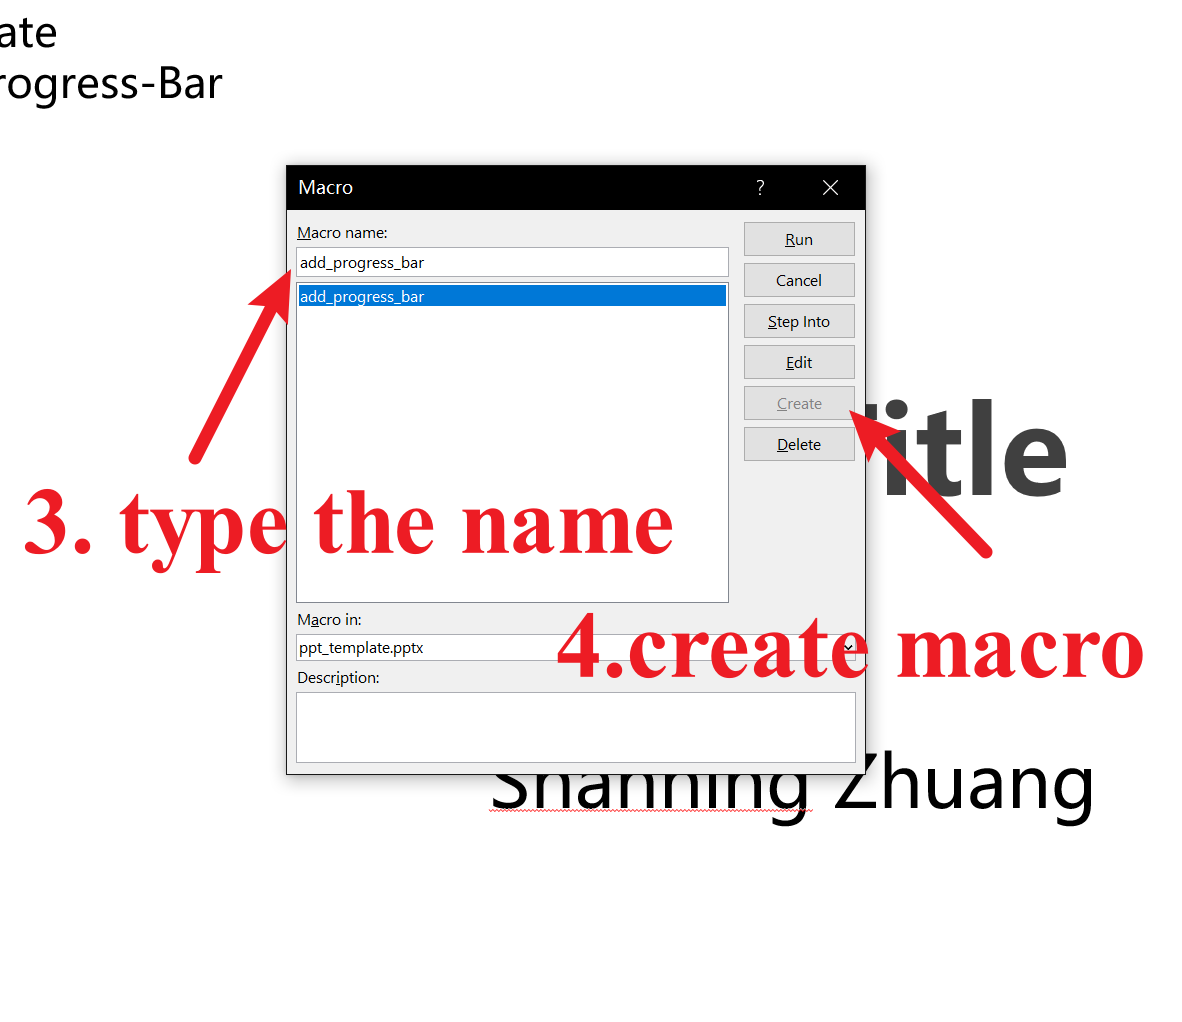 ate
rogress-Bar
Macro
?
Macro name:
add_progress_bar
add_progress_bar
Run
Cancel
Step Into
Edit
Create
Delete
itle
3. type the name
Macro in:
ppt_template.pptx
4.create macro
Description:
Shanning Zhuang